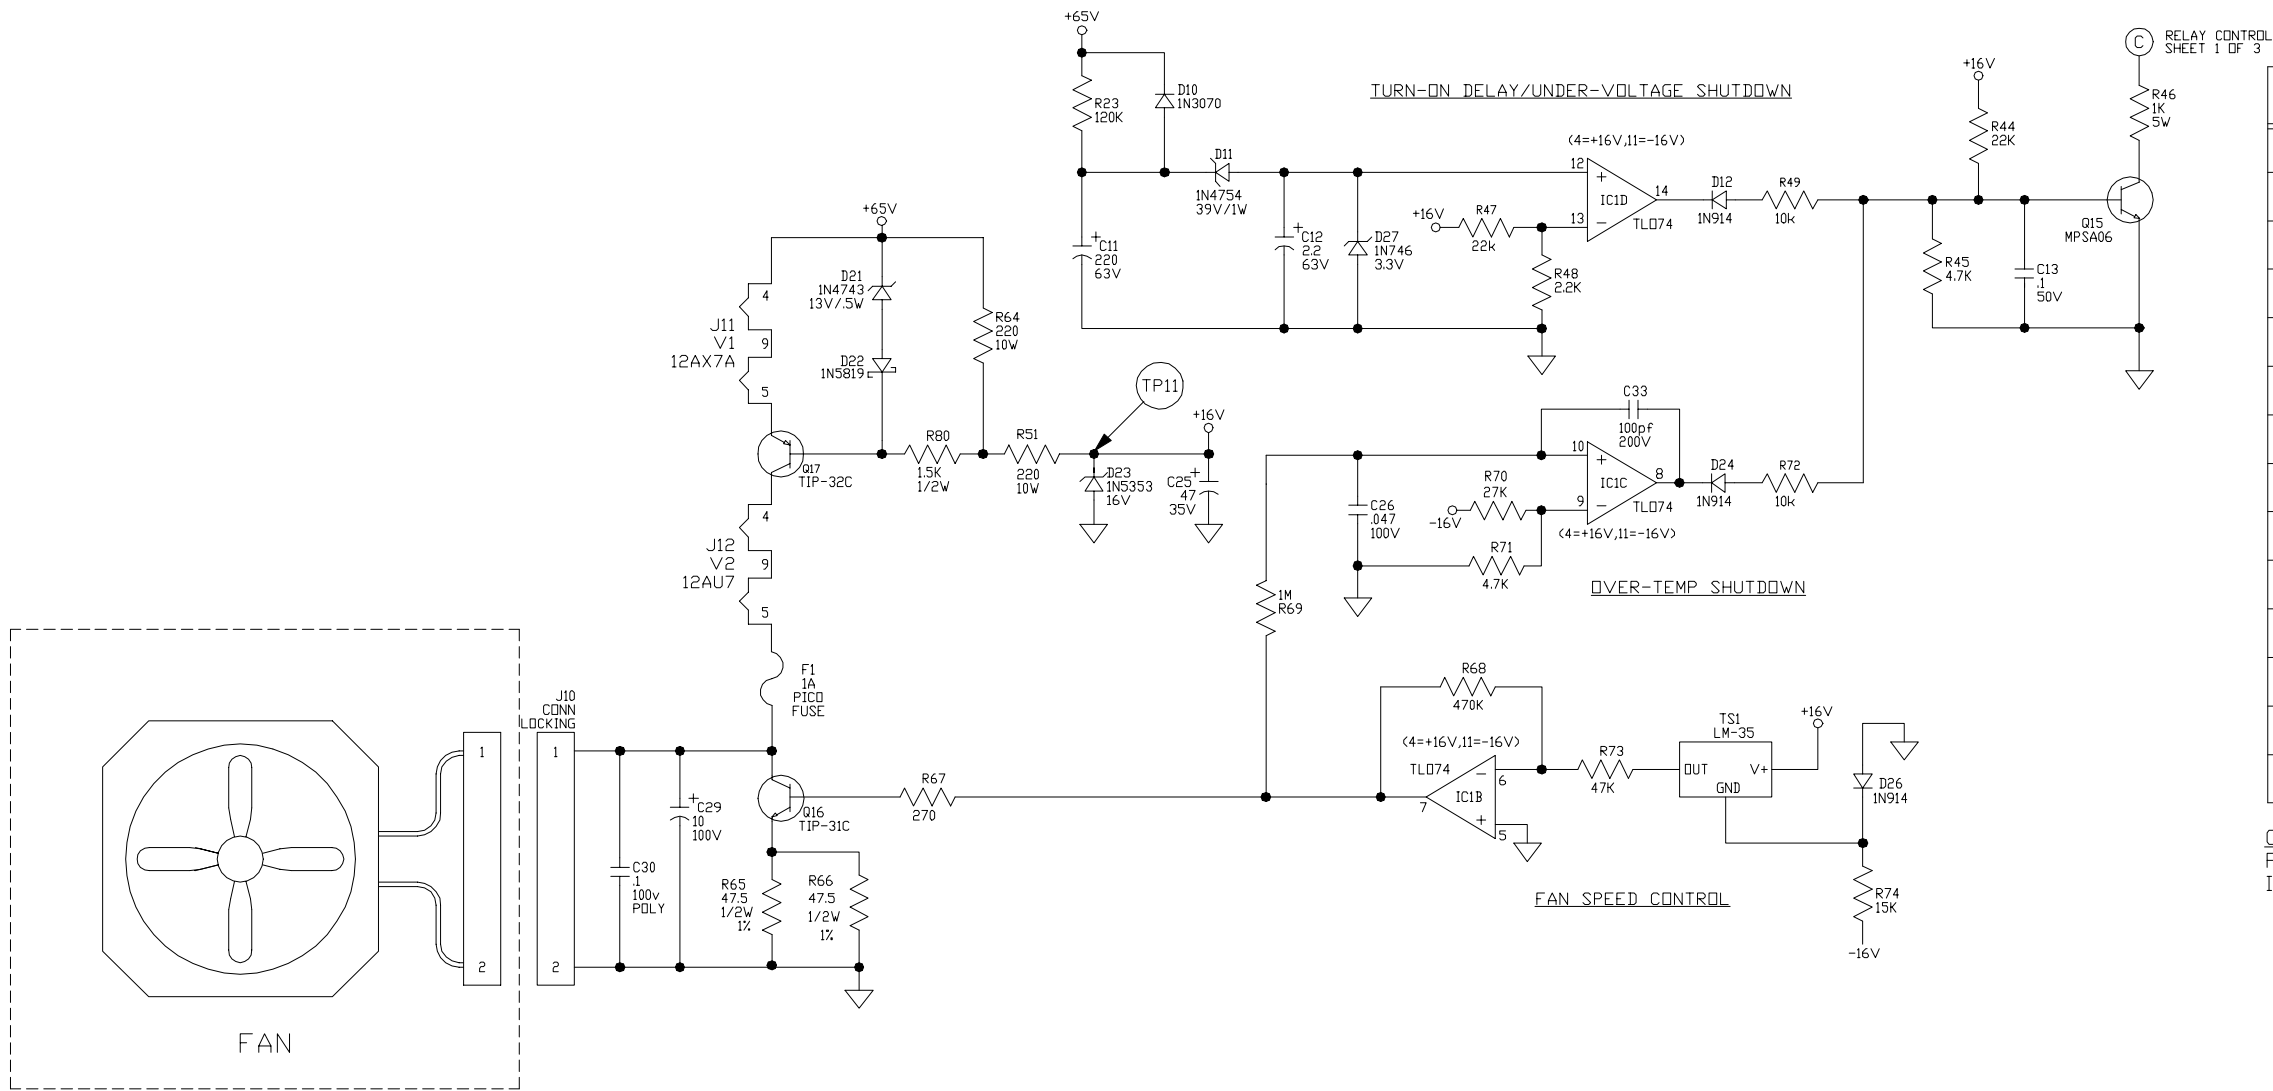 +65V
C
RELAY CONTROL
SHEET 1 OF 3
+16V
TURN-ON DELAY/UNDER-VOLTAGE SHUTDOWN
D10
1N3070
R23
120K
R46
1K
5W
R44
22K
(4=+16V,11=-16V)
D11
1N4754
39V/1W
12
+
IC1D
14
13
-
TL074
D12
1N914
R49
10k
+16V
R47
22k
Q15
MPSA06
+65V
C11
220
63V
+
C12
2.2
63V
+
D27
1N746
3.3V
R48
2.2K
R45
4.7K
C13
.1
50V
D21
1N4743
13V/.5W
4
J11
V1
12AX7A
9
5
R64
220
10W
D22
1N5819
TP11
+16V
R80
1.5K
1/2W
R51
220
10W
Q17
TIP-32C
D23
1N5353
16V
C25
47
35V
+
C33
100pf
200V
10
+
IC1C
8
9
-
TL074
(4=+16V,11=-16V)
D24
1N914
R72
10k
R70
27K
-16V
C26
.047
100V
R71
4.7K
OVER-TEMP SHUTDOWN
4
J12
V2
12AU7
9
5
1M
R69
F1
1A
PICO
FUSE
J10
CONN
LOCKING
1
1
R68
470K
(4=+16V,11=-16V)
TL074
-
6
IC1B
7
+
5
R73
47K
TS1
LM-35
OUT
V+
GND
+16V
D26
1N914
R67
270
Q16
TIP-31C
+
C29
10
100V
C30
.1
100v
POLY
R65
47.5
1/2W
1%
R66
47.5
1/2W
1%
R74
15K
-16V
FAN SPEED CONTROL
2
2
FAN